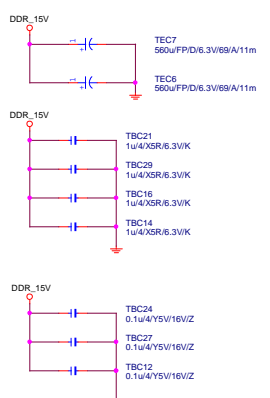 DDR_15V
1
TEC7
560u/FP/D/6.3V/69/A/11m
+
1
TEC6
560u/FP/D/6.3V/69/A/11m
+
DDR_15V
TBC21
1u/4/X5R/6.3V/K
TBC29
1u/4/X5R/6.3V/K
TBC16
1u/4/X5R/6.3V/K
TBC14
1u/4/X5R/6.3V/K
DDR_15V
TBC24
0.1u/4/Y5V/16V/Z
TBC27
0.1u/4/Y5V/16V/Z
TBC12
0.1u/4/Y5V/16V/Z